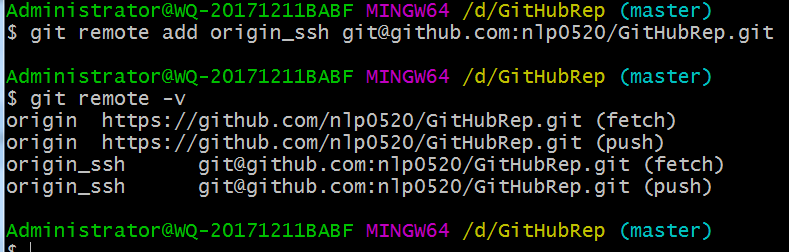 Administrator@WQ-20171211BABF MINGW64 /d/GitHubRep (master)
$ git remote add origin_ssh git@github.com:nlp0520/GitHubRep.git
Administrator@WQ-20171211BABF MINGW64 /d/GitHubRep (master)
$ git remote -v
origin  https://github.com/nlp0520/GitHubRep.git (fetch)
origin  https://github.com/nlp0520/GitHubRep.git (push)
origin_ssh      git@github.com:nlp0520/GitHubRep.git (fetch)
origin_ssh      git@github.com:nlp0520/GitHubRep.git (push)
Administrator@WQ-20171211BABF MINGW64 /d/GitHubRep (master)
$